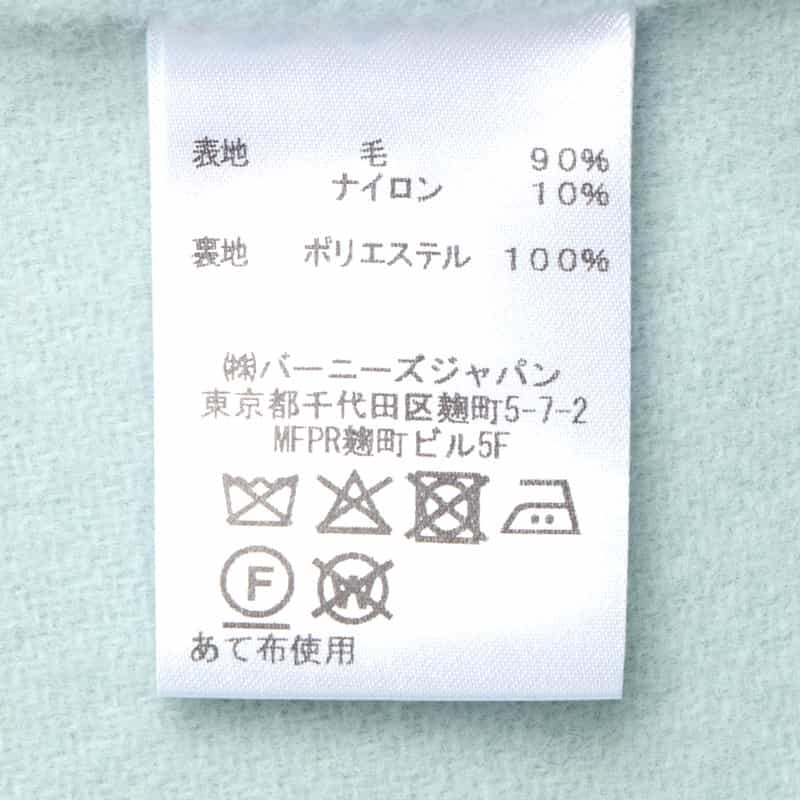 表地 毛 90%
ナイロン 10%
裏地 ポリエステル 100%
㈱バーニーズジャパン
東京都千代田区麹町5-7-2
MFPR麹町ビル5F
F W
あて布使用